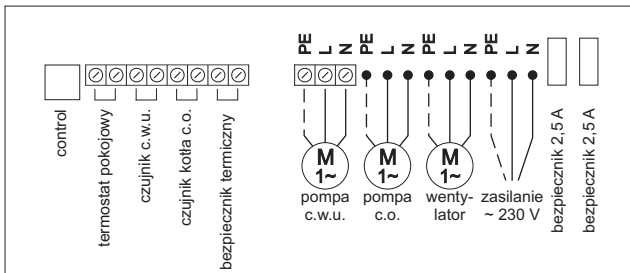 PE L N PE L N PE L N PE L N
control
termostat pokojowy
czujnik c.w.u.
czujnik kotła c.o.
bezpiecznik termiczny
M
1~
pompa
c.w.u.
M
1~
pompa
c.o.
M
1~
wenty-
lator
zasilanie
~ 230 V
bezpiecznik 2,5 A
bezpiecznik 2,5 A